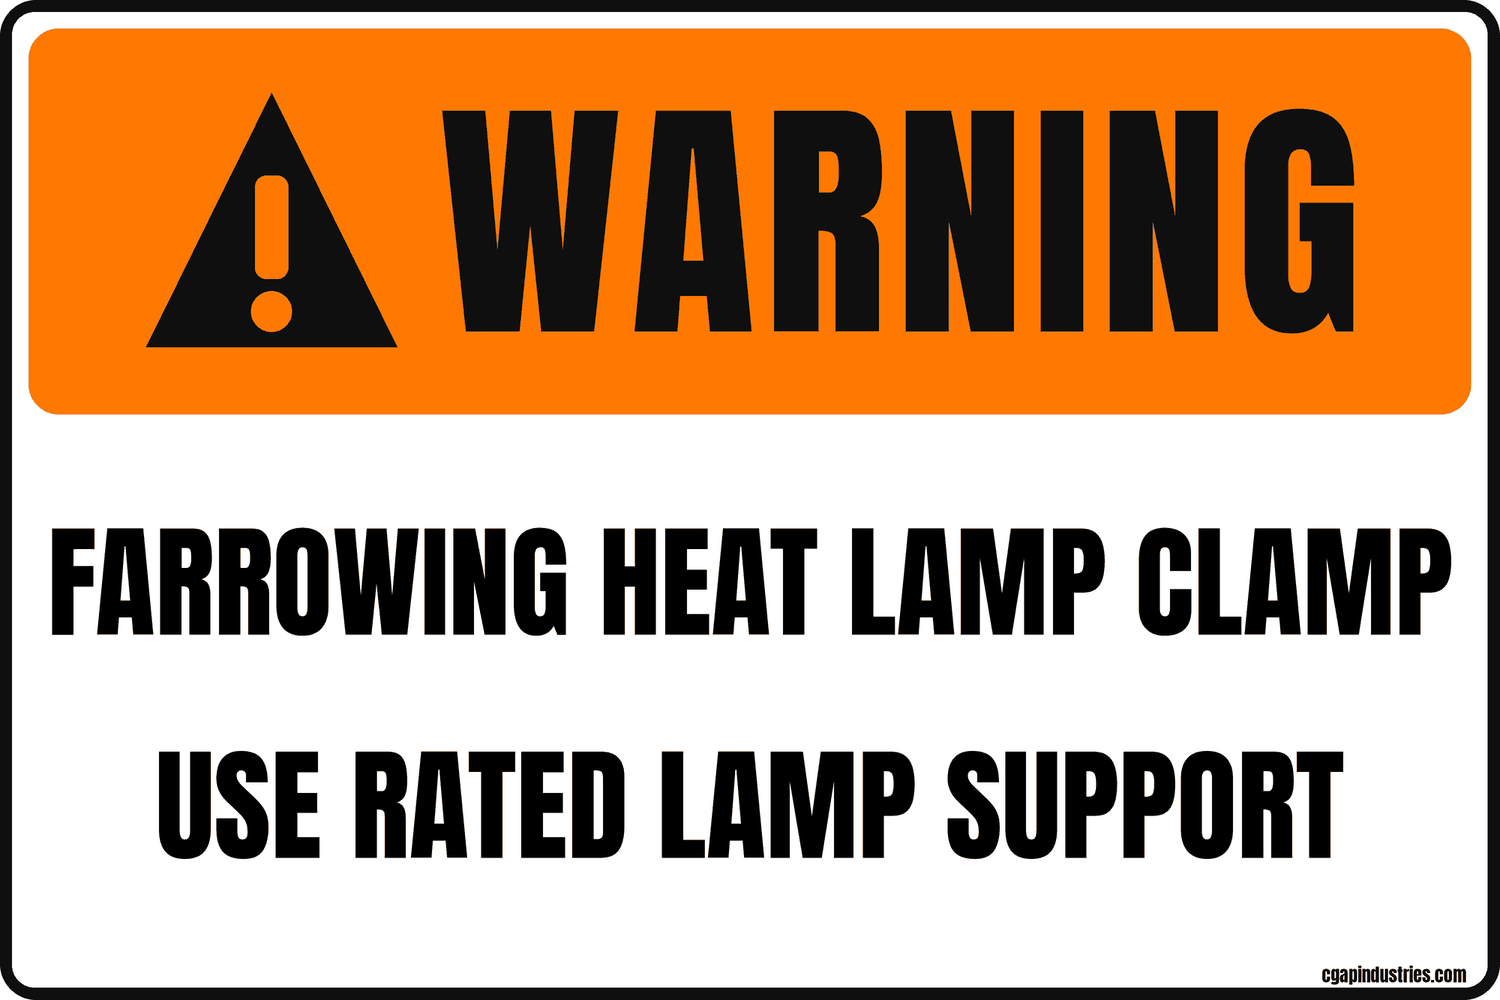 WARNING
FARROWING HEAT LAMP CLAMP
USE RATED LAMP SUPPORT
cgapindustries.com